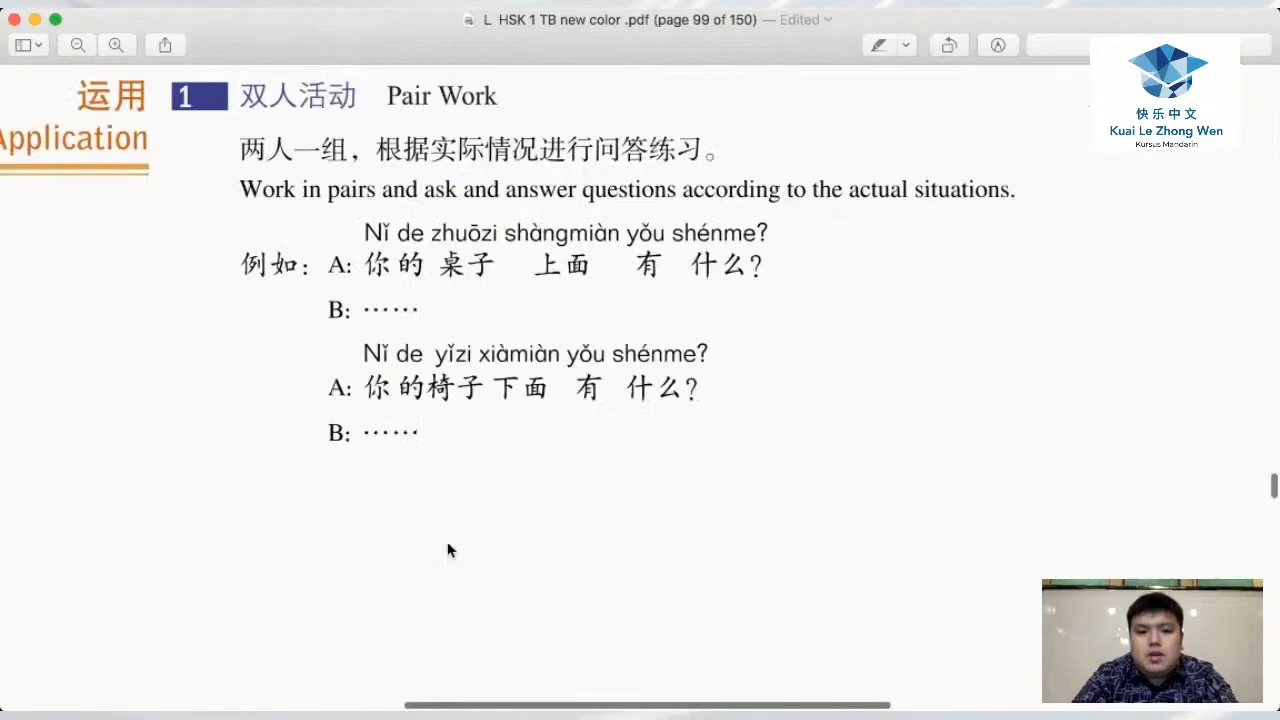 L HSK 1 TB new color .pdf (page 99 of 150) — Edited
快乐中文
Kuai Le Zhong Wen
Kursus Mandarin
运用 1 双人活动 Pair Work
Application
两人一组，根据实际情况进行问答练习。
Work in pairs and ask and answer questions according to the actual situations.
Nǐ de zhuōzi shàngmiàn yǒu shénme?
例如：A: 你的 桌子 上面 有 什么?
B: ······
Nǐ de yǐzi xiàmiàn yǒu shénme?
A: 你的椅子下面 有 什么?
B: ······